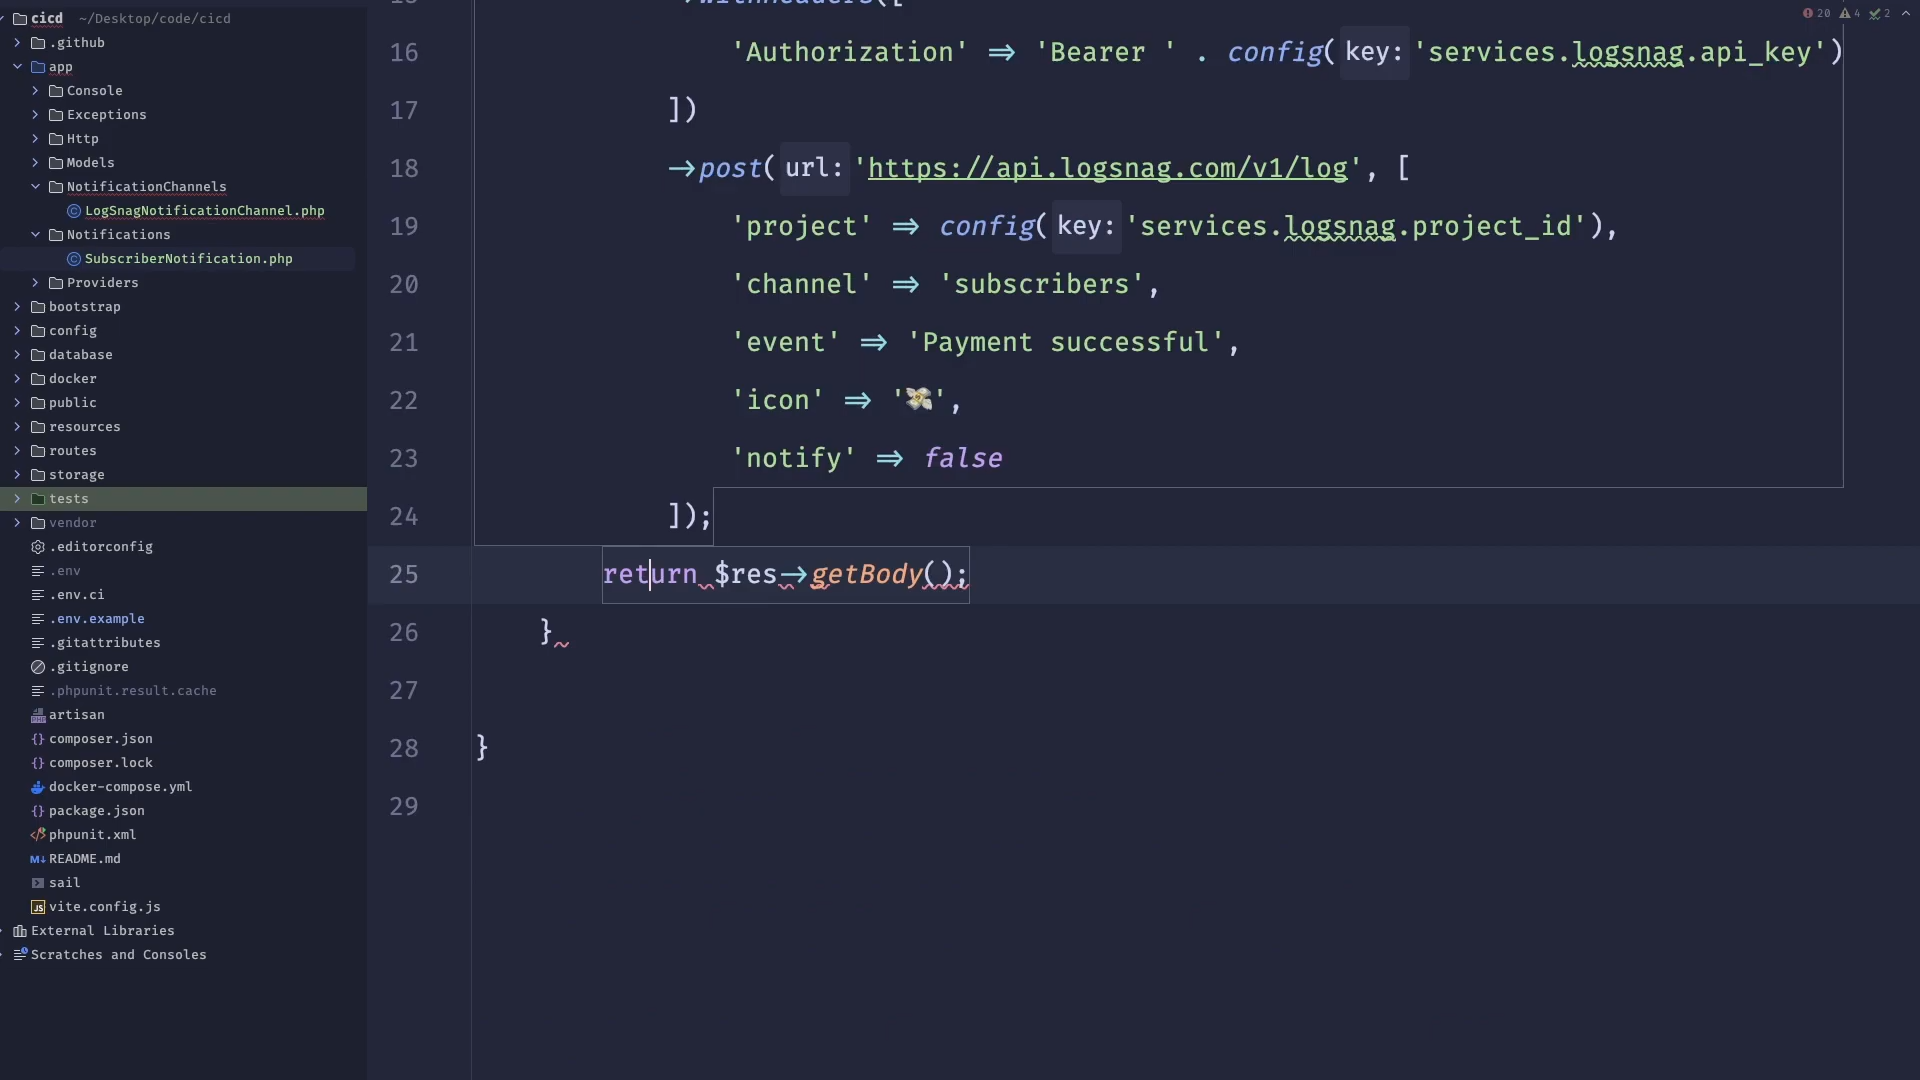 cicd ~/Desktop/code/cicd
.github
app
Console
Exceptions
Http
Models
NotificationChannels
LogSnagNotificationChannel.php
Notifications
SubscriberNotification.php
Providers
bootstrap
config
database
docker
public
resources
routes
storage
tests
vendor
.editorconfig
.env
.env.ci
.env.example
.gitattributes
.gitignore
.phpunit.result.cache
artisan
composer.json
composer.lock
docker-compose.yml
package.json
phpunit.xml
README.md
sail
vite.config.js
External Libraries
Scratches and Consoles
20 4 2
->withHeaders([
16 'Authorization' => 'Bearer ' . config( key: 'services.logsnag.api_key')
17 ])
18 ->post( url: 'https://api.logsnag.com/v1/log', [
19 'project' => config( key: 'services.logsnag.project_id'),
20 'channel' => 'subscribers',
21 'event' => 'Payment successful',
22 'icon' => '💸',
23 'notify' => false
24 ]);
25 return $res->getBody();
26 }
27
28 }
29